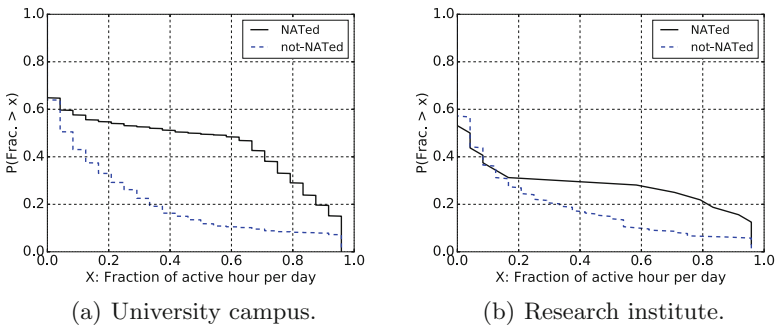 NATed
not-NATed
1.0
0.8
0.6
0.4
0.2
0.0
P(Frac. > x)
0.0 0.2 0.4 0.6 0.8 1.0
X: Fraction of active hour per day
(a) University campus.
NATed
not-NATed
1.0
0.8
0.6
0.4
0.2
0.0
P(Frac. > x)
0.0 0.2 0.4 0.6 0.8 1.0
X: Fraction of active hour per day
(b) Research institute.